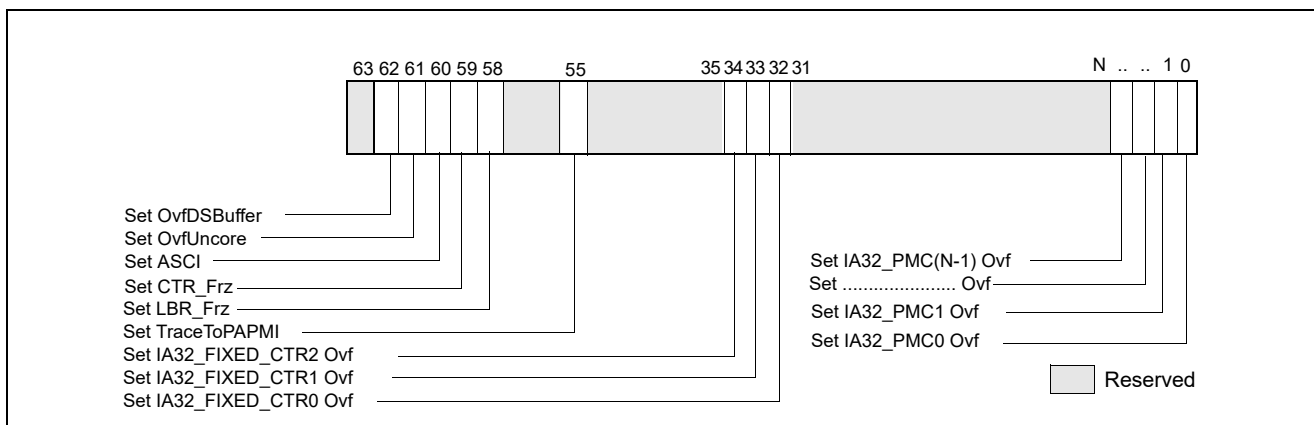 63 62 61 60 59 58 55 35 34 33 32 31 N .. .. 1 0
Set OvfDSBuffer
Set OvfUncore
Set ASCI
Set CTR_Frz
Set LBR_Frz
Set TraceToPAPMI
Set IA32_FIXED_CTR2 Ovf
Set IA32_FIXED_CTR1 Ovf
Set IA32_FIXED_CTR0 Ovf
Set IA32_PMC(N-1) Ovf
Set ...................... Ovf
Set IA32_PMC1 Ovf
Set IA32_PMC0 Ovf
Reserved